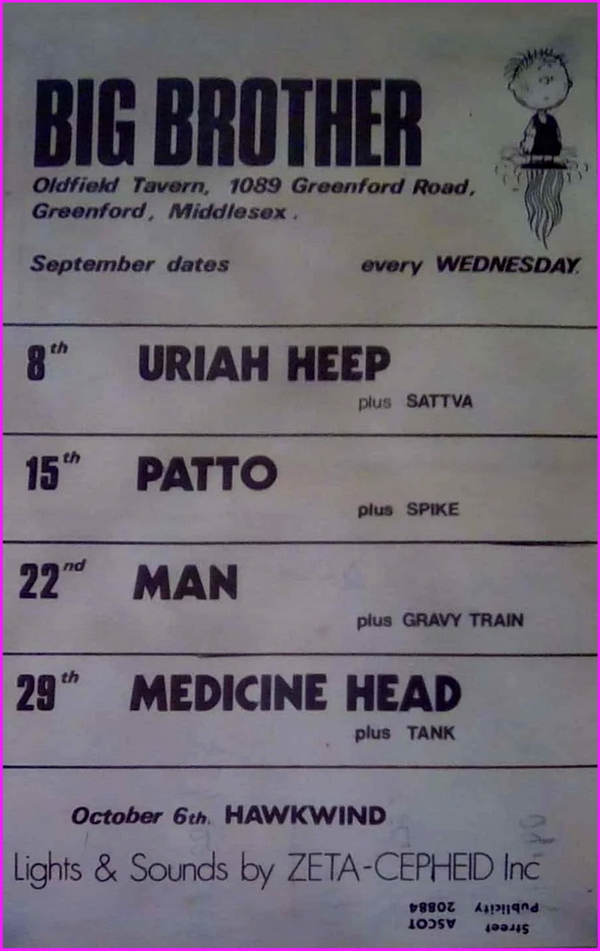 BIG BROTHER
Oldfield Tavern, 1089 Greenford Road,
Greenford, Middlesex.
September dates every WEDNESDAY.
8th URIAH HEEP
plus SATTVA
15th PATTO
plus SPIKE
22nd MAN
plus GRAVY TRAIN
29th MEDICINE HEAD
plus TANK
October 6th. HAWKWIND
Lights & Sounds by ZETA-CEPHEID Inc
Street
Publicity
ASCOT
20884